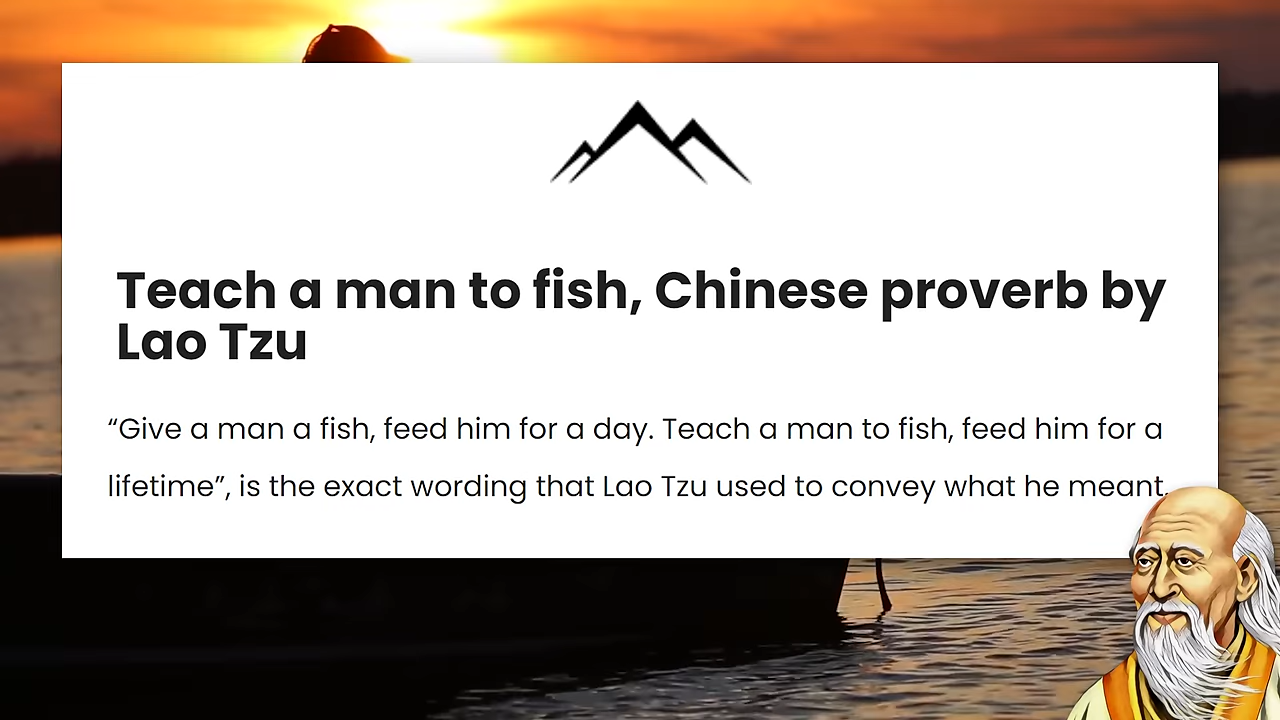 Teach a man to fish, Chinese proverb by
Lao Tzu
“Give a man a fish, feed him for a day. Teach a man to fish, feed him for a
lifetime”, is the exact wording that Lao Tzu used to convey what he meant.